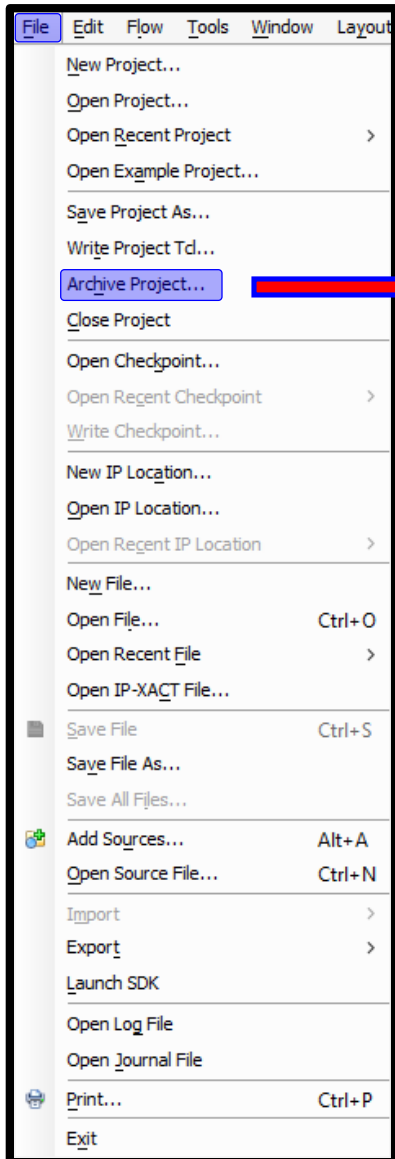 File Edit Flow Tools Window Layout
New Project...
Open Project...
Open Recent Project >
Open Example Project...
Save Project As...
Write Project Tcl...
Archive Project...
Close Project
Open Checkpoint...
Open Recent Checkpoint >
Write Checkpoint...
New IP Location...
Open IP Location...
Open Recent IP Location >
New File...
Open File... Ctrl+O
Open Recent File >
Open IP-XACT File...
Save File Ctrl+S
Save File As...
Save All Files...
Add Sources... Alt+A
Open Source File... Ctrl+N
Import >
Export >
Launch SDK
Open Log File
Open Journal File
Print... Ctrl+P
Exit